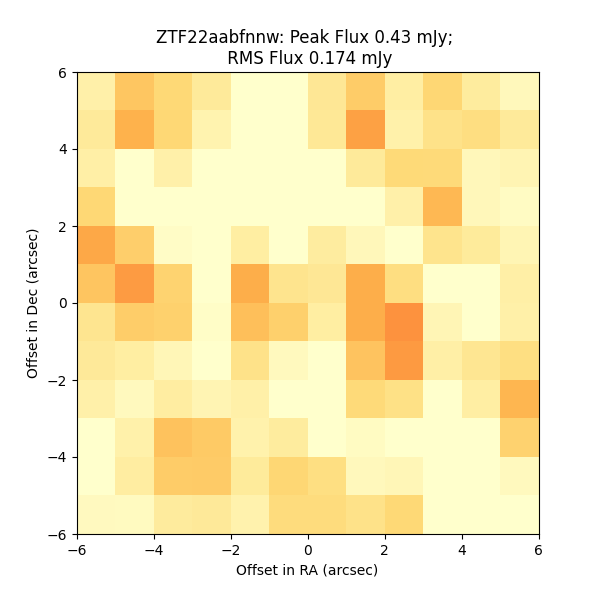 ZTF22aabfnnw: Peak Flux 0.43 mJy;
RMS Flux 0.174 mJy
6
4
2
0
−2
−4
−6
Offset in Dec (arcsec)
−6 −4 −2 0 2 4 6
Offset in RA (arcsec)